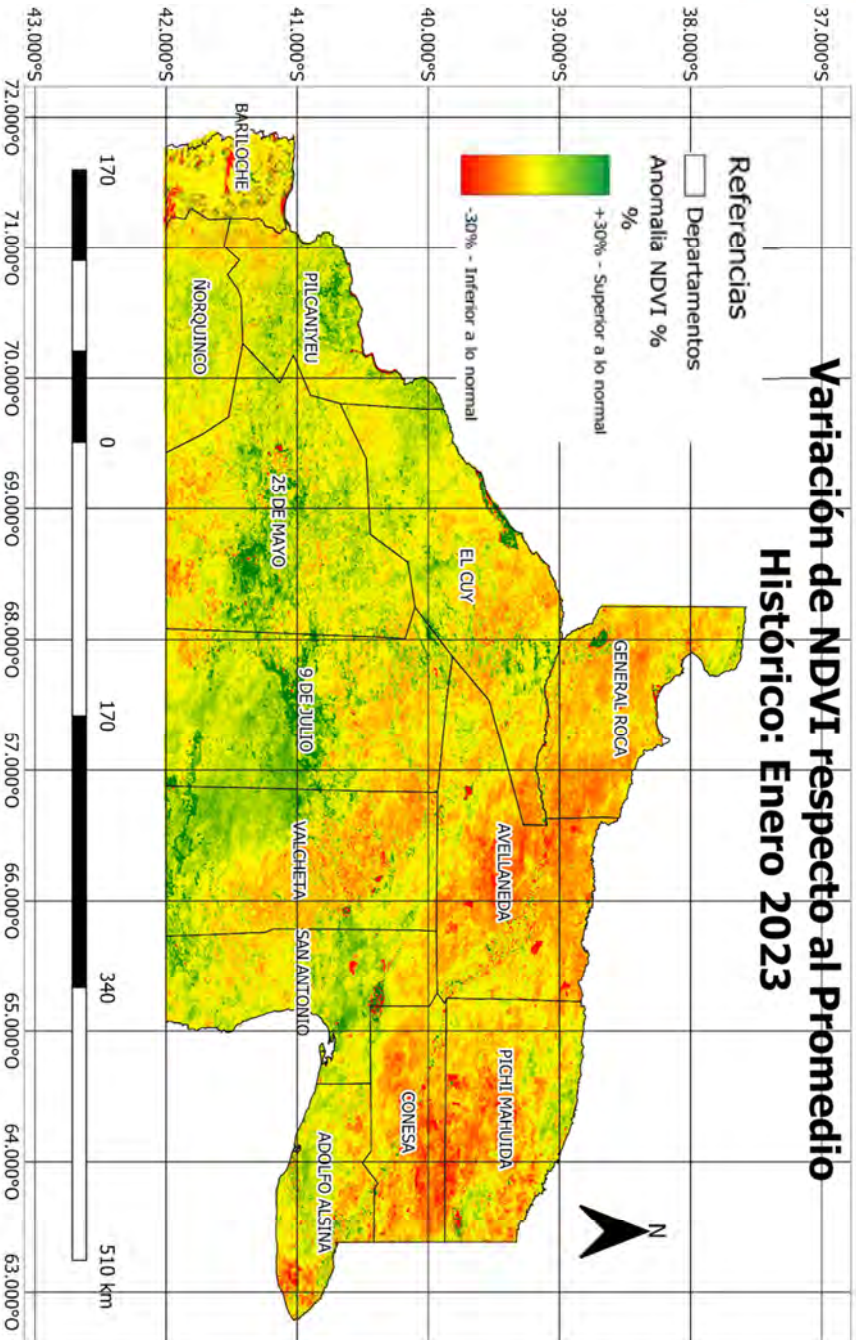 Variación de NDVI respecto al Promedio
Histórico: Enero 2023
Referencias
Departamentos
Anomalia NDVI %
%
+30% - Superior a lo normal
-30% - Inferior a lo normal
N
37.000°S
38.000°S
39.000°S
40.000°S
41.000°S
42.000°S
43.000°S
GENERAL ROCA
EL CUY
AVELLANEDA
PICHI MAHUIDA
CONESA
PILCANIYEU
25 DE MAYO
9 DE JULIO
VALCHETA
SAN ANTONIO
ADOLFO ALSINA
BARILOCHE
ÑORQUINCO
170
0
170
340
510 km
72.000°O
71.000°O
70.000°O
69.000°O
68.000°O
67.000°O
66.000°O
65.000°O
64.000°O
63.000°O